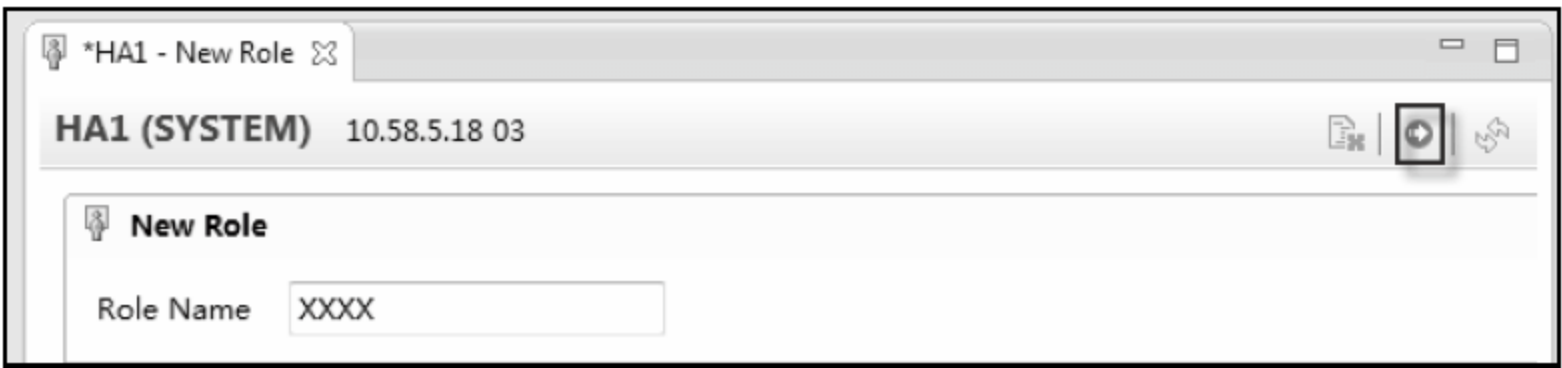 *HA1 - New Role
HA1 (SYSTEM) 10.58.5.18 03
New Role
Role Name XXXX